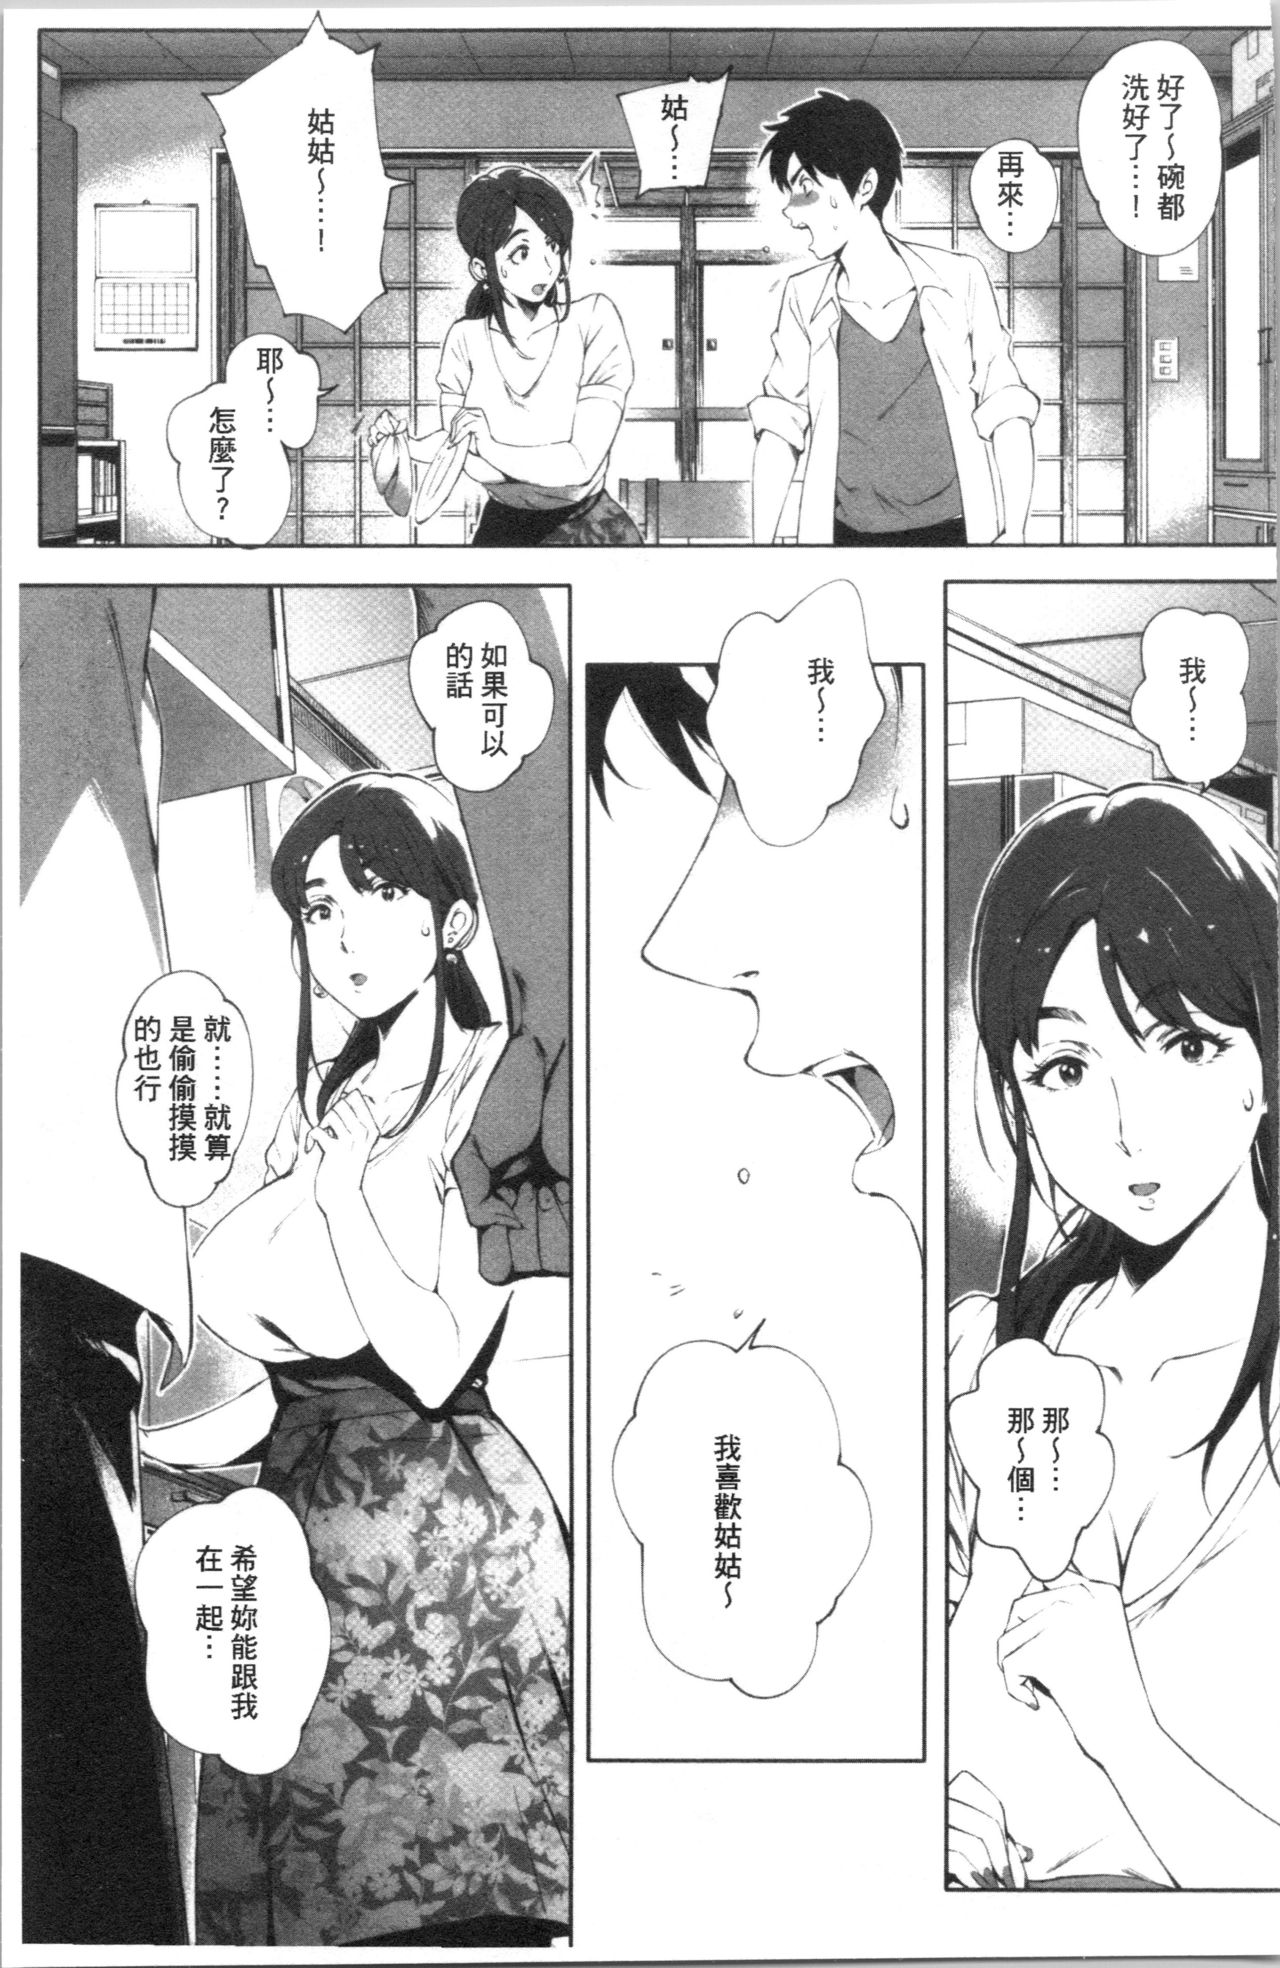 好了～碗都
洗好了…！
再來…
姑～…
姑姑～…！
耶～…
怎麼了？
我～…
那～…
那～個…
我～…
我喜歡姑姑～
如果可以
的話
就……就算
是偷偷摸摸
的也行
希望妳能跟我
在一起…